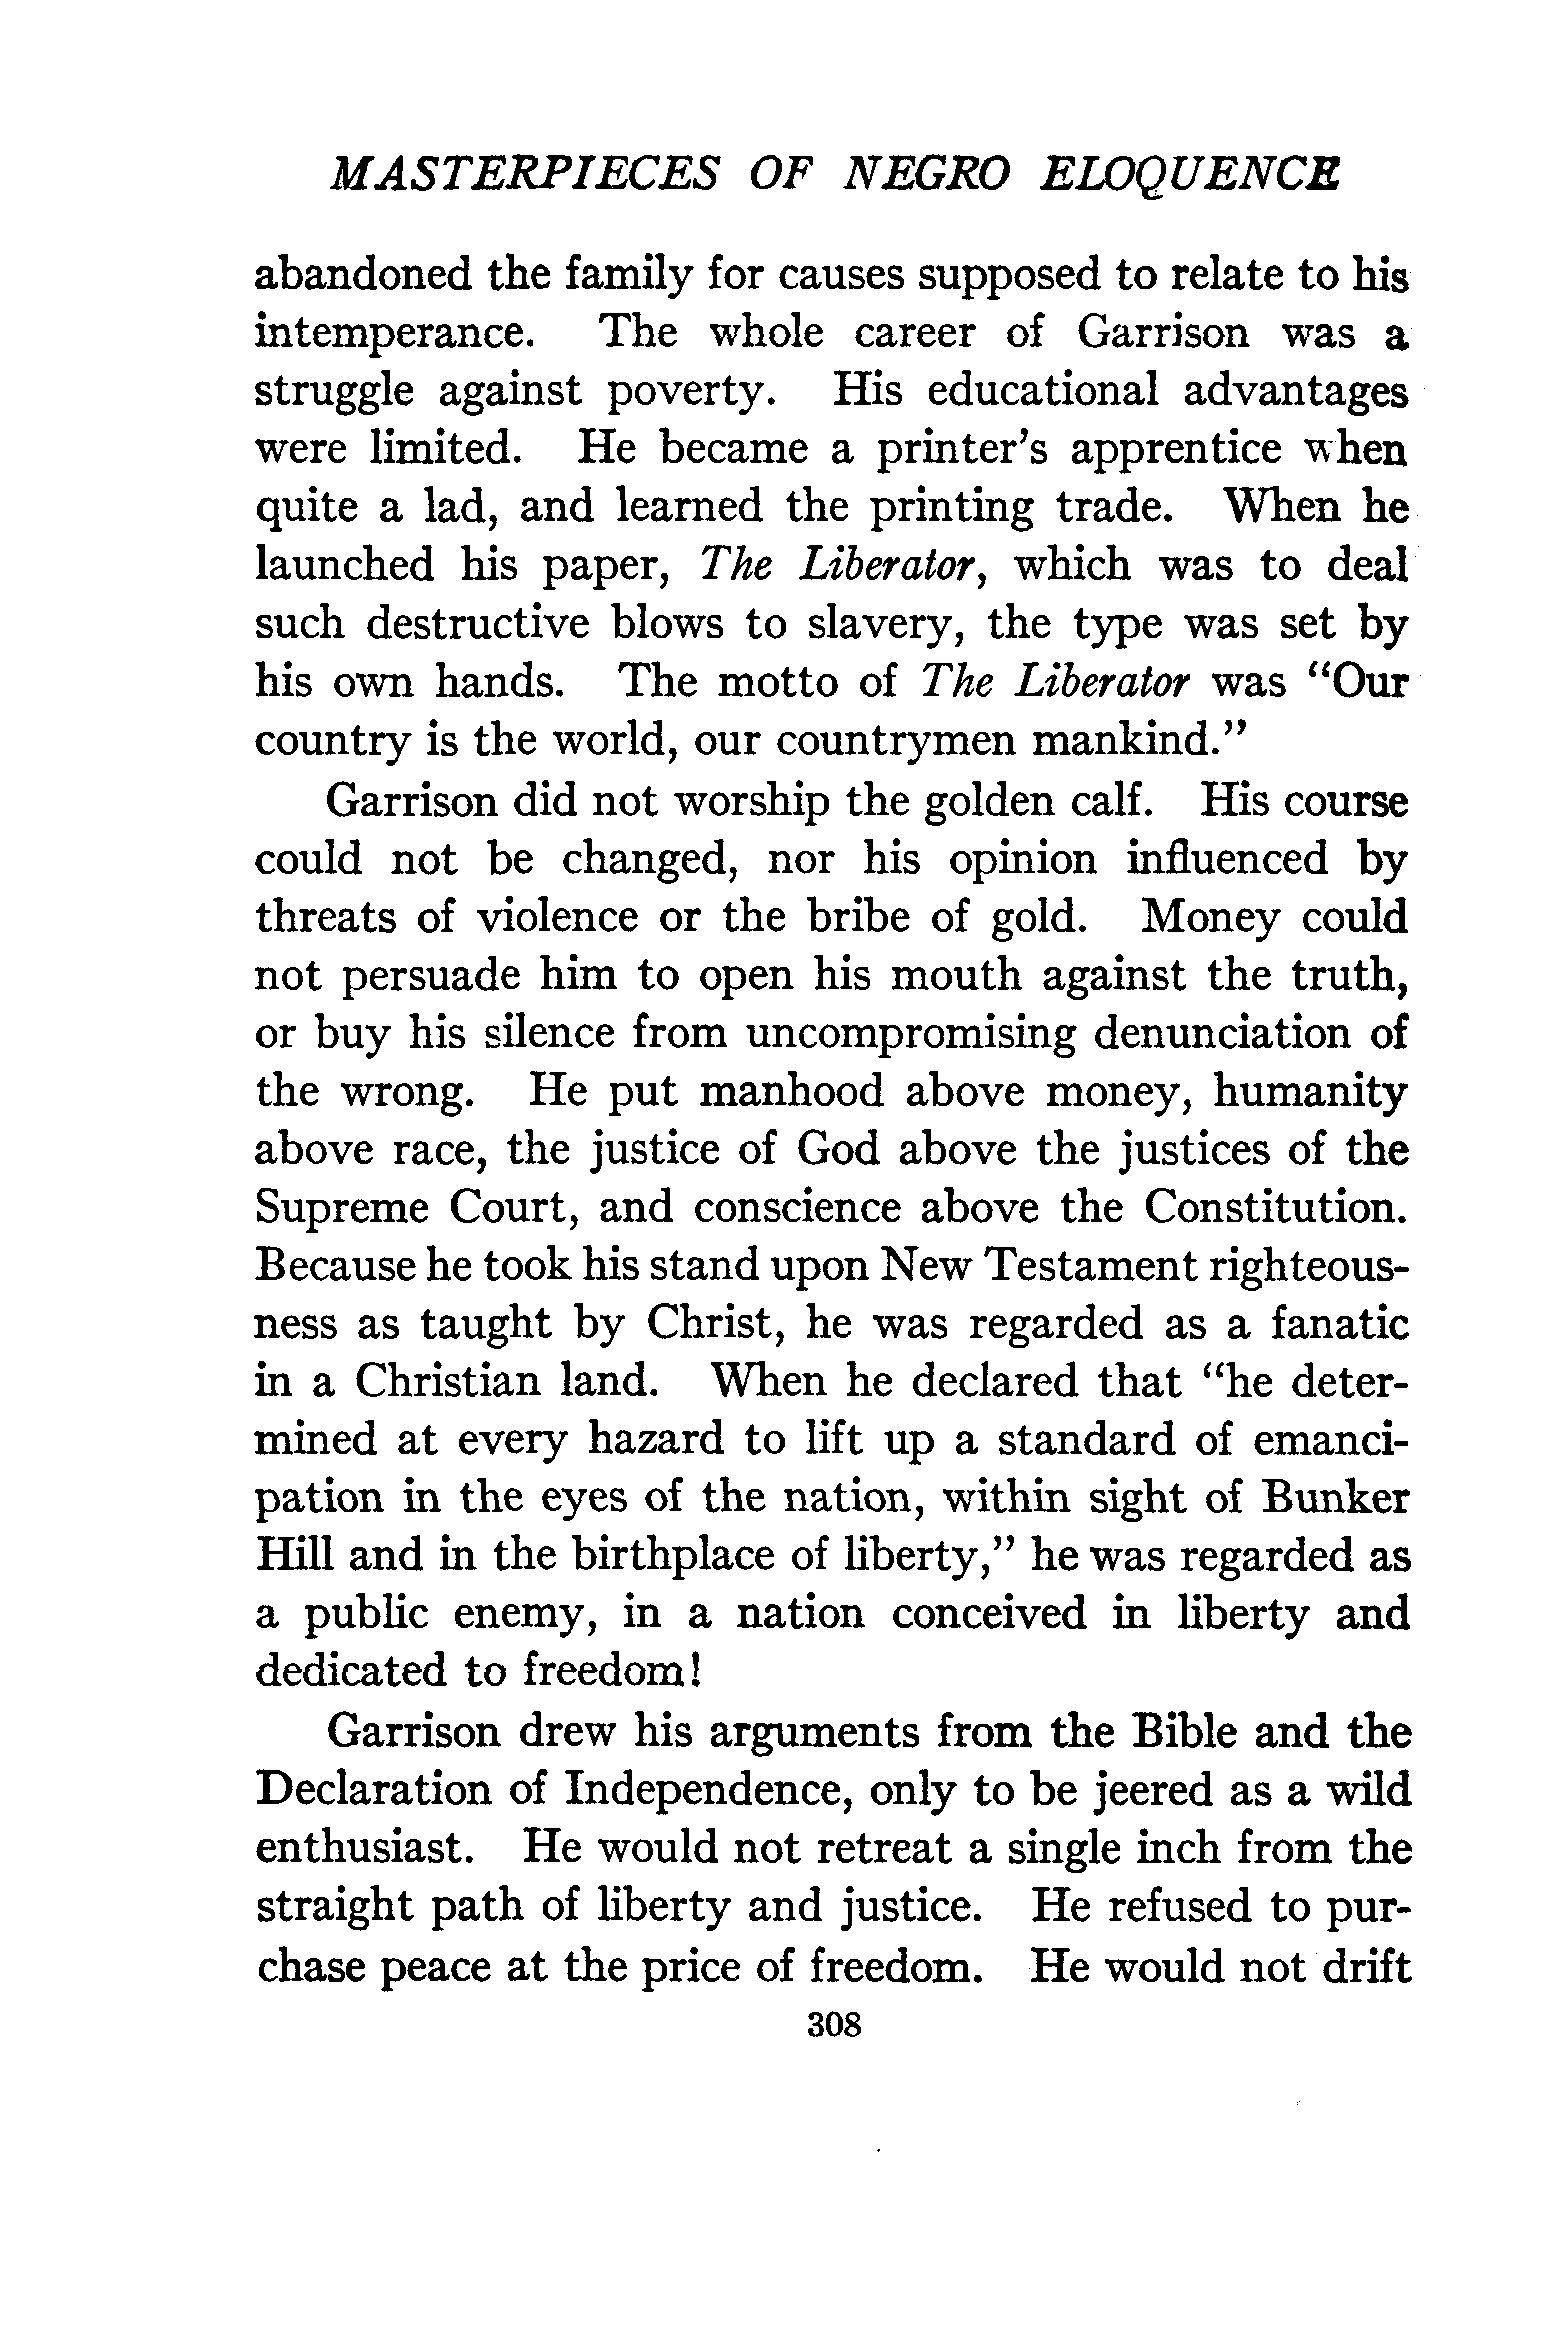 MASTERPIECES OF NEGRO ELOQUENCE
abandoned the family for causes supposed to relate to his
intemperance. The whole career of Garrison was a
struggle against poverty. His educational advantages
were limited. He became a printer's apprentice when
quite a lad, and learned the printing trade. When he
launched his paper, The Liberator, which was to deal
such destructive blows to slavery, the type was set by
his own hands. The motto of The Liberator was "Our
country is the world, our countrymen mankind."
Garrison did not worship the golden calf. His course
could not be changed, nor his opinion influenced by
threats of violence or the bribe of gold. Money could
not persuade him to open his mouth against the truth,
or buy his silence from uncompromising denunciation of
the wrong. He put manhood above money, humanity
above race, the justice of God above the justices of the
Supreme Court, and conscience above the Constitution.
Because he took his stand upon New Testament righteous-
ness as taught by Christ, he was regarded as a fanatic
in a Christian land. When he declared that "he deter-
mined at every hazard to lift up a standard of emanci-
pation in the eyes of the nation, within sight of Bunker
Hill and in the birthplace of liberty," he was regarded as
a public enemy, in a nation conceived in liberty and
dedicated to freedom!
Garrison drew his arguments from the Bible and the
Declaration of Independence, only to be jeered as a wild
enthusiast. He would not retreat a single inch from the
straight path of liberty and justice. He refused to pur-
chase peace at the price of freedom. He would not drift
308